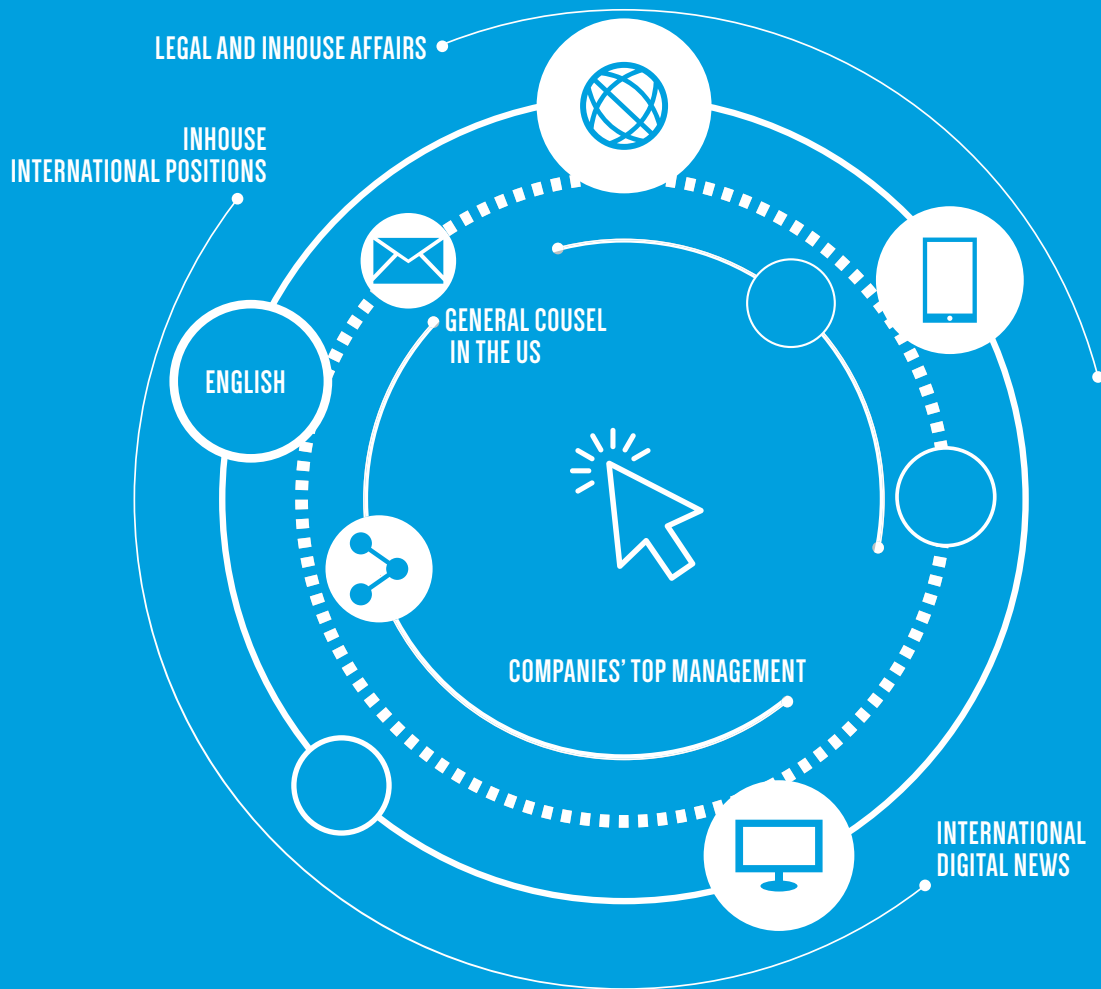 LEGAL AND INHOUSE AFFAIRS
INHOUSE
INTERNATIONAL POSITIONS
GENERAL COUSEL
IN THE US
ENGLISH
COMPANIES’ TOP MANAGEMENT
INTERNATIONAL
DIGITAL NEWS